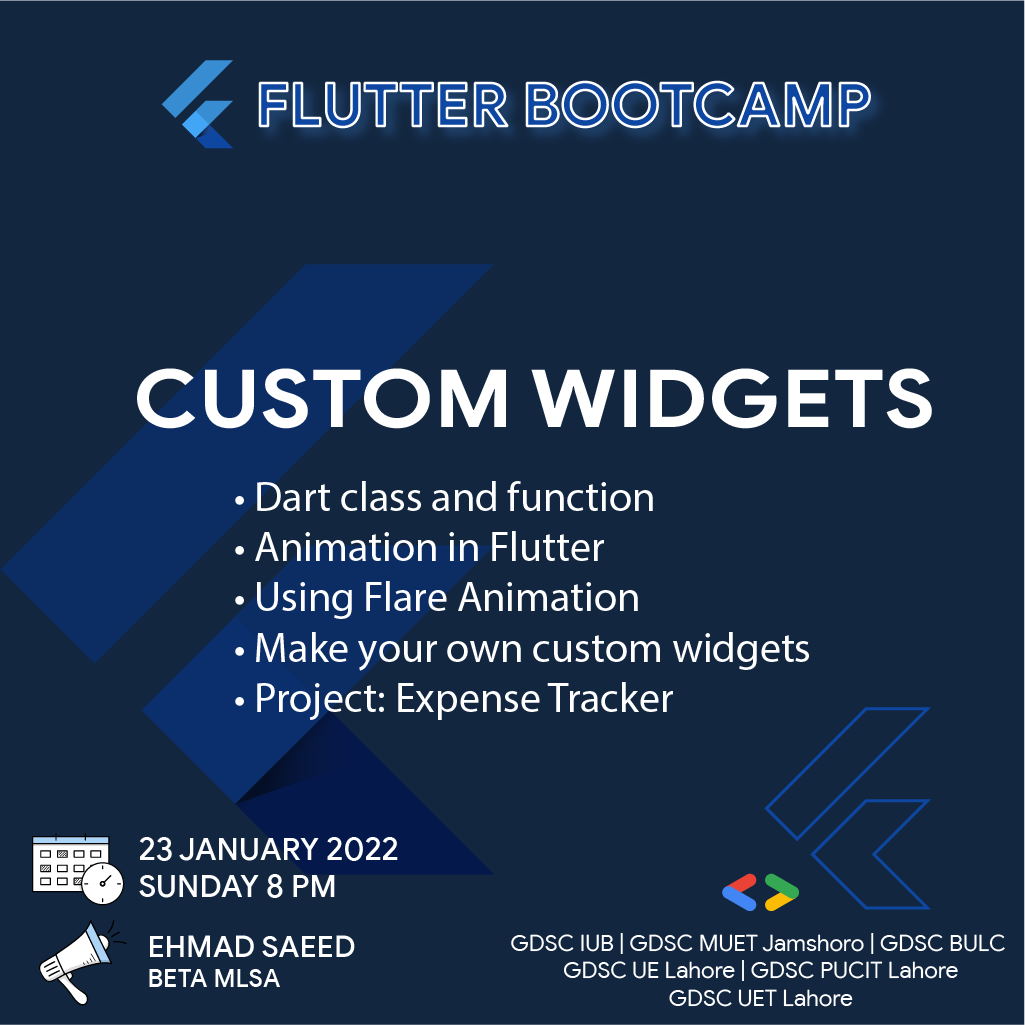 FLUTTER BOOTCAMP
CUSTOM WIDGETS
• Dart class and function
• Animation in Flutter
• Using Flare Animation
• Make your own custom widgets
• Project: Expense Tracker
23 JANUARY 2022
SUNDAY 8 PM
EHMAD SAEED
BETA MLSA
GDSC IUB | GDSC MUET Jamshoro | GDSC BULC
GDSC UE Lahore | GDSC PUCIT Lahore
GDSC UET Lahore